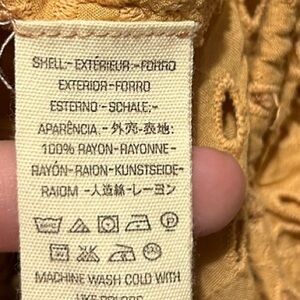 SHELL-EXTÉRIEUR-FORRO
EXTERIOR-FORRO
ESTERNO-SCHALE-
APARÊNCIA-外壳-表地:
100% RAYON-RAYONNE-
RAYÓN-RAION-KUNSTSEIDE-
RAIOM-人造絲-レーヨン
MACHINE WASH COLD WITH
LIKE COLORS